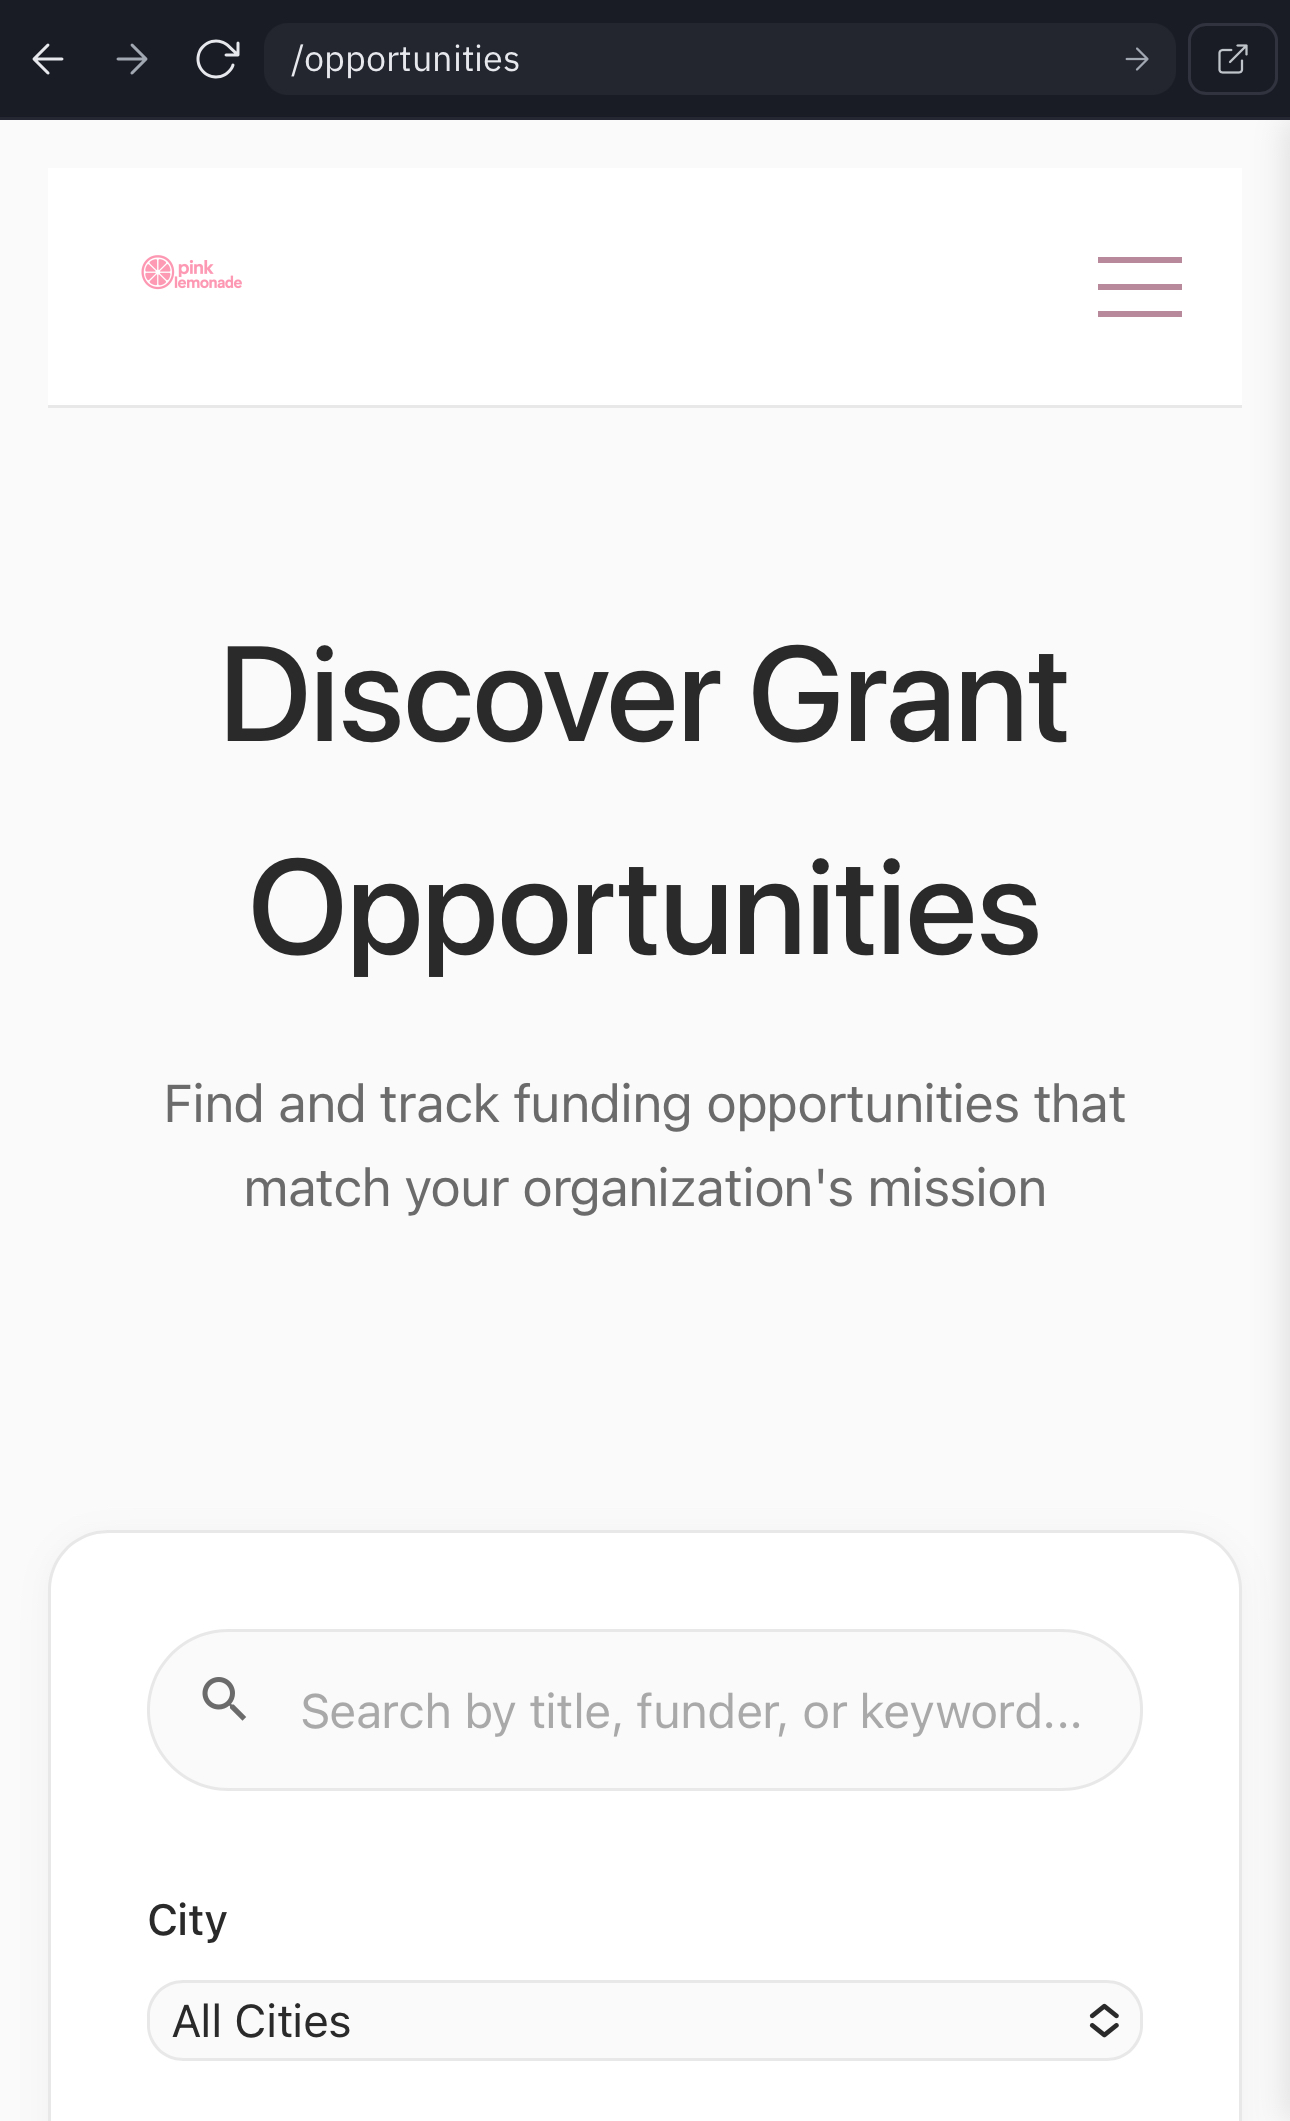 /opportunities
pink
lemonade
Discover Grant
Opportunities
Find and track funding opportunities that
match your organization's mission
Search by title, funder, or keyword...
City
All Cities